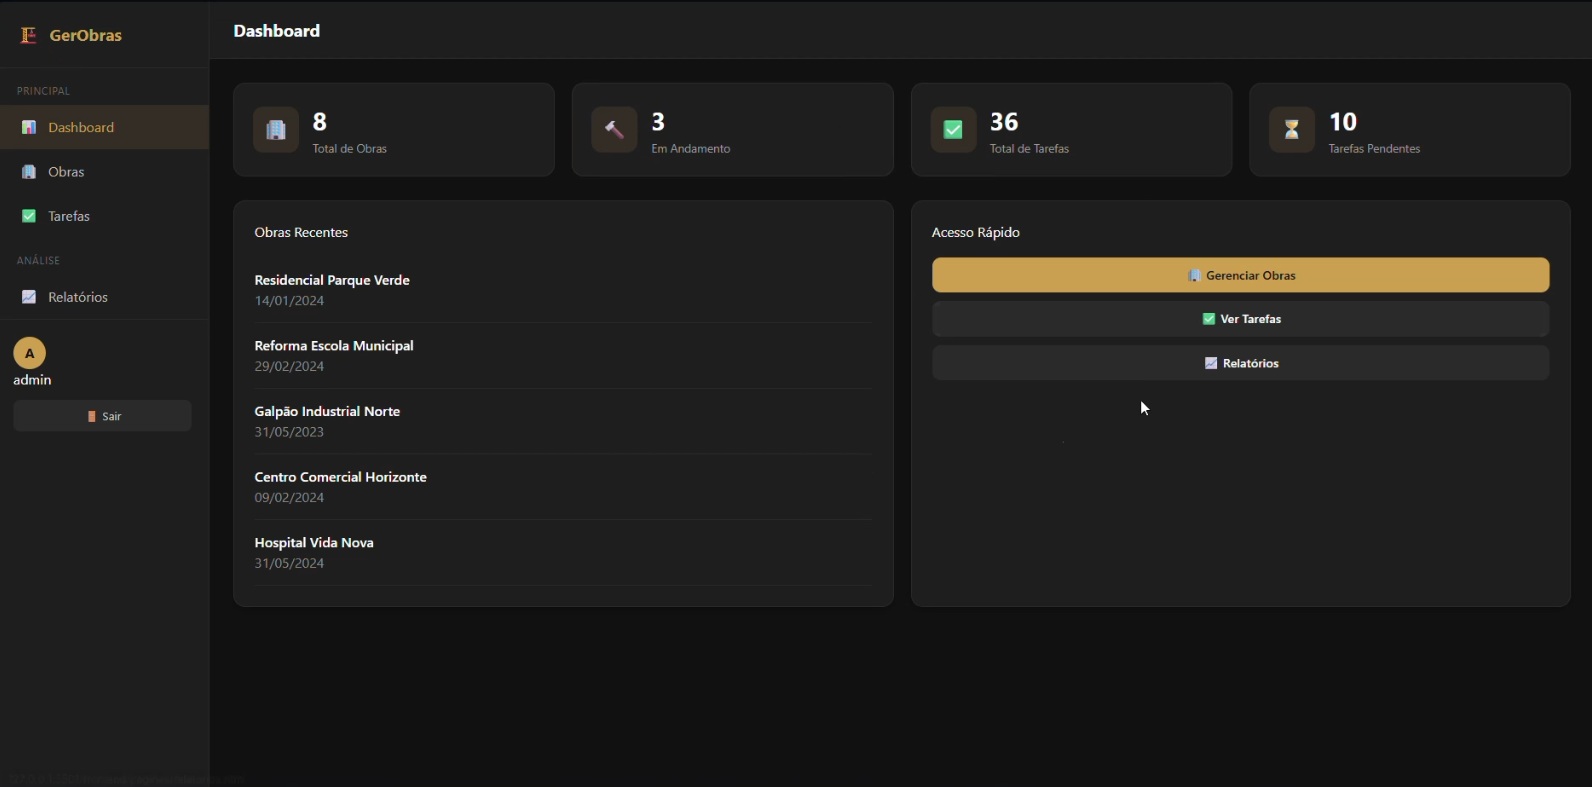 GerObras
PRINCIPAL
Dashboard
Obras
Tarefas
ANÁLISE
Relatórios
A
admin
Sair
Dashboard
8
Total de Obras
3
Em Andamento
36
Total de Tarefas
10
Tarefas Pendentes
Obras Recentes
Residencial Parque Verde
14/01/2024
Reforma Escola Municipal
29/02/2024
Galpão Industrial Norte
31/05/2023
Centro Comercial Horizonte
09/02/2024
Hospital Vida Nova
31/05/2024
Acesso Rápido
Gerenciar Obras
Ver Tarefas
Relatórios